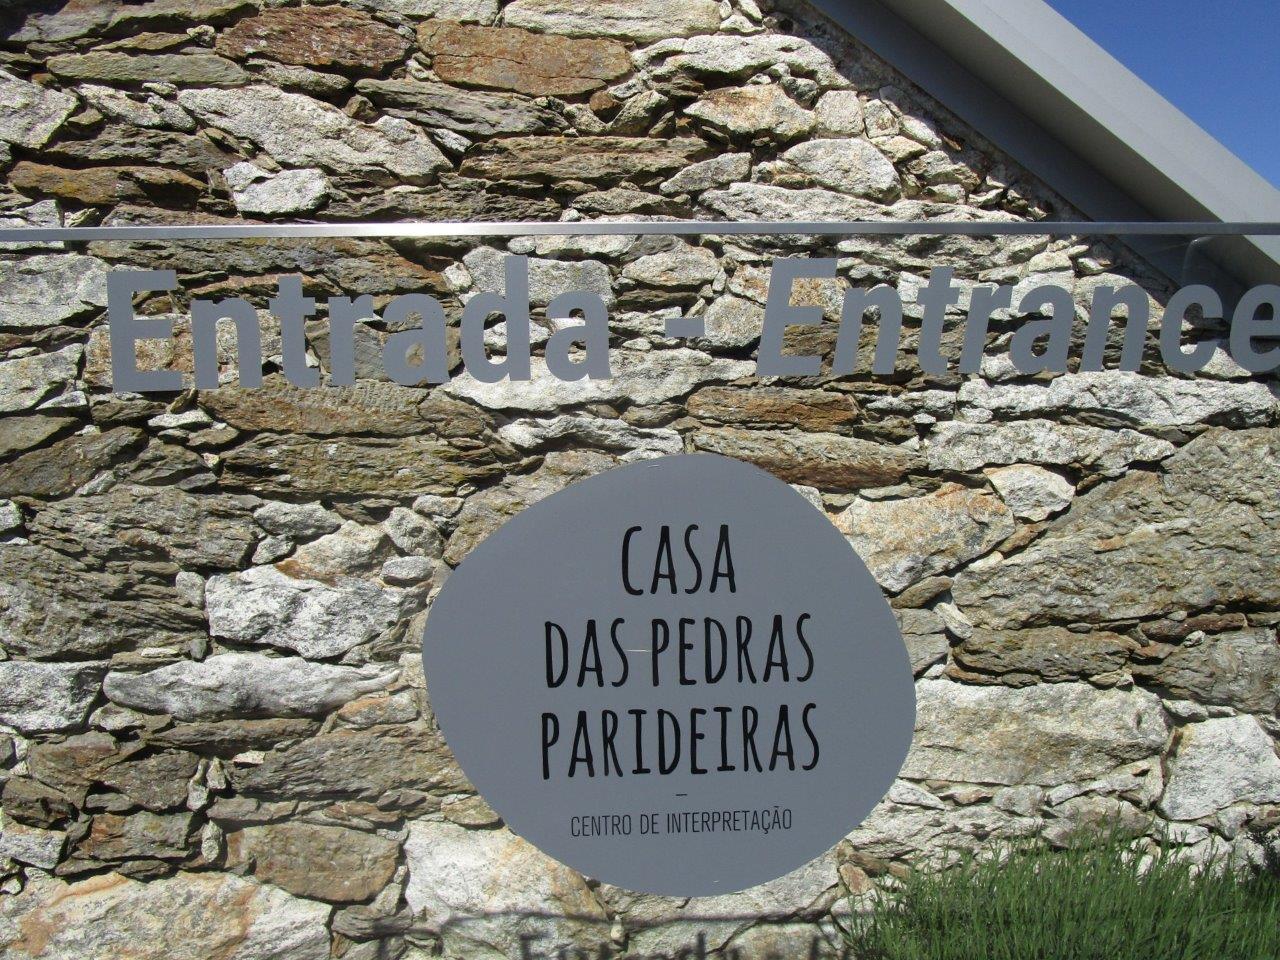 Entrada - Entrance
CASA
DAS PEDRAS
PARIDEIRAS
–
CENTRO DE INTERPRETAÇÃO